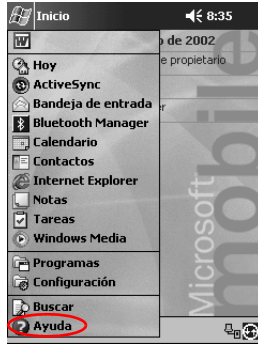 Inicio 8:35
o de 2002
Hoy
e propietario
ActiveSync
Bandeja de entrada
Bluetooth Manager
Calendario
Contactos
Internet Explorer
Notas
Tareas
Windows Media
Programas
Configuración
Buscar
Ayuda
Microsoft
mobile